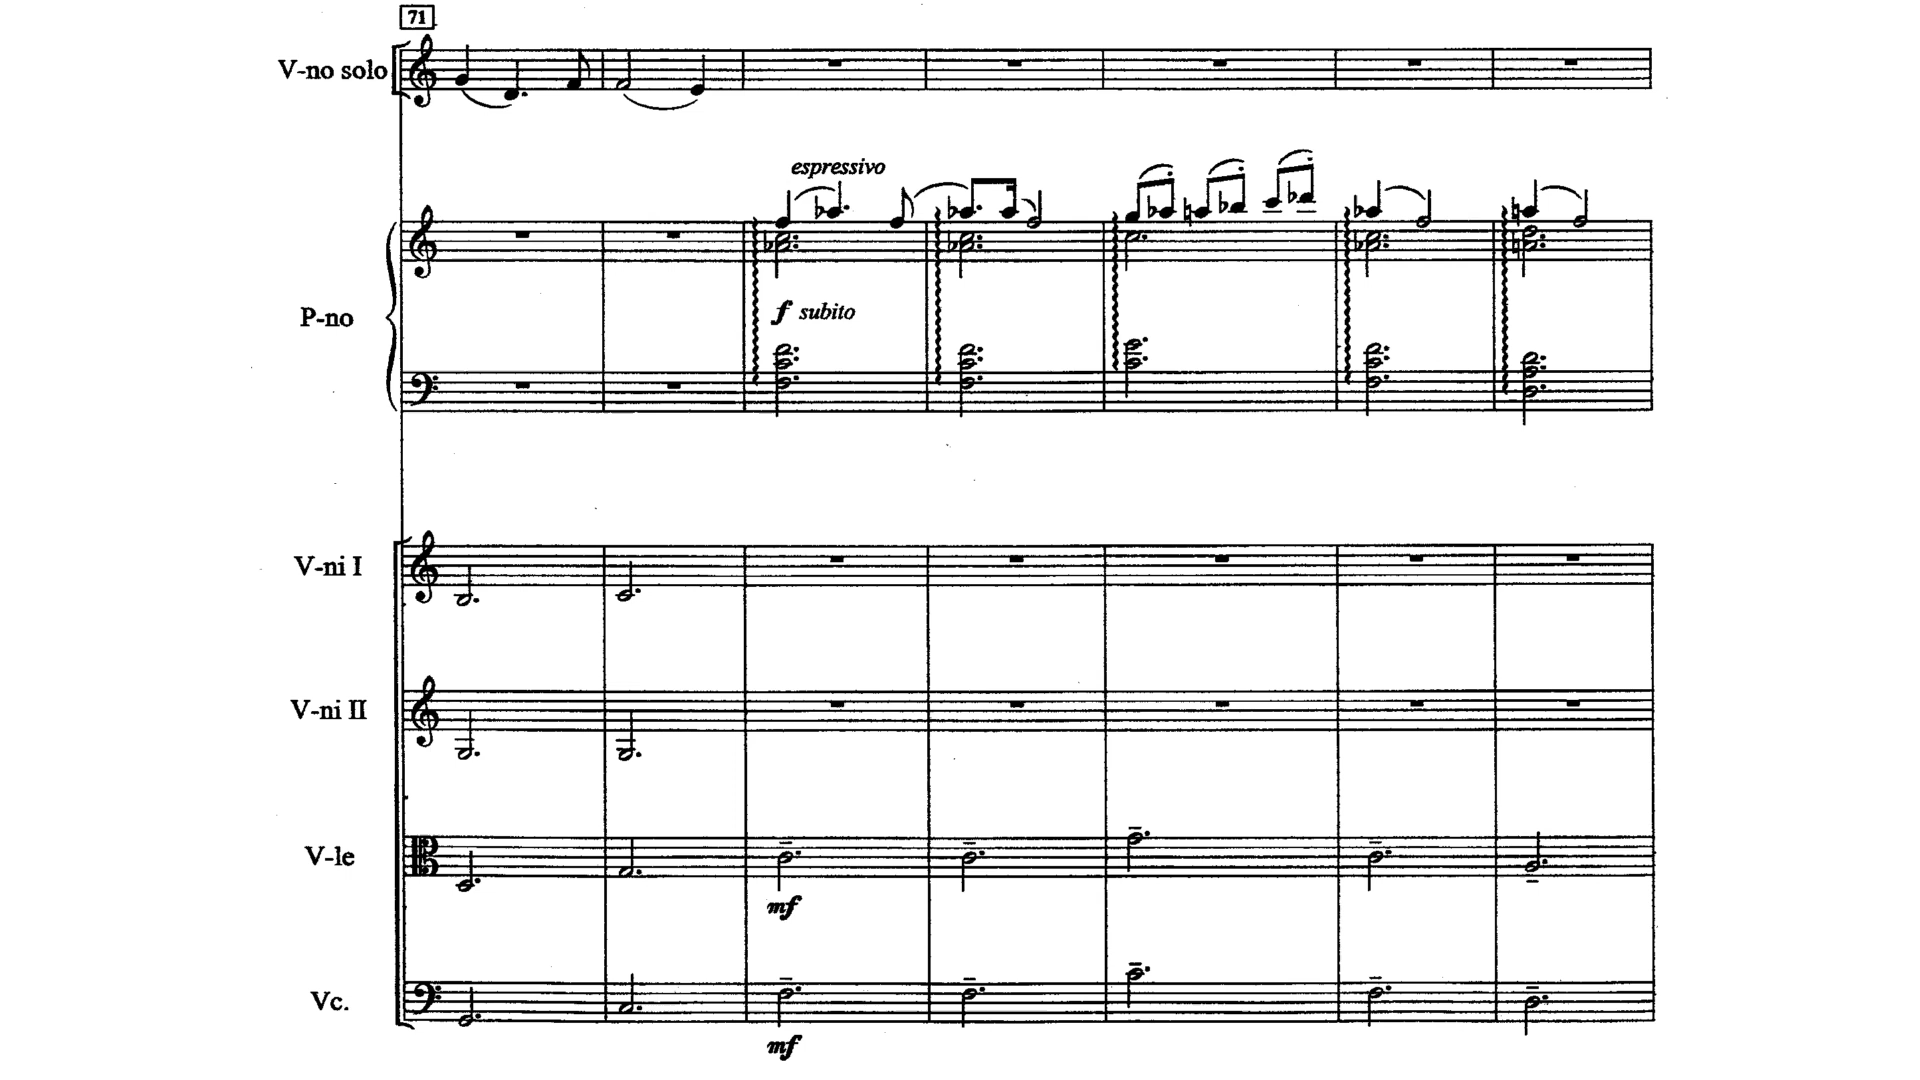 71
V-no solo
espressivo
P-no
f subito
V-ni I
V-ni II
V-le
mf
Vc.
mf